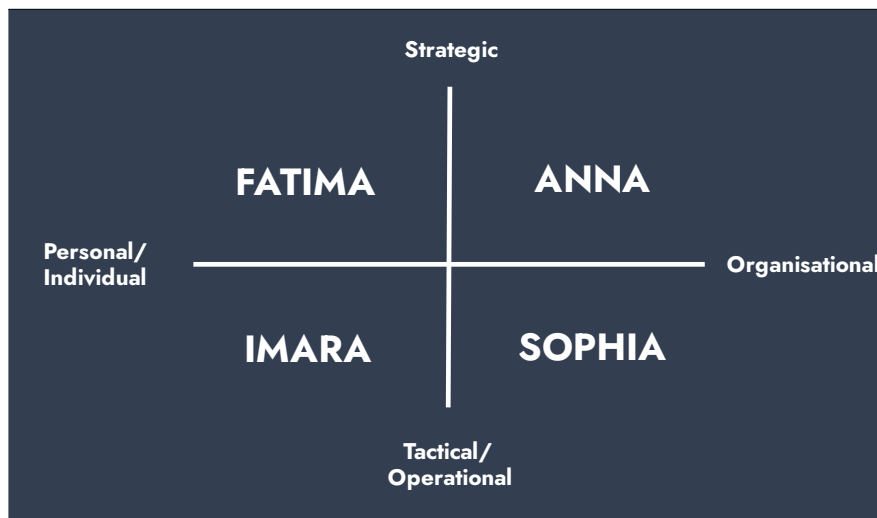 Strategic
FATIMA
ANNA
Personal/
Individual
Organisational
IMARA
SOPHIA
Tactical/
Operational